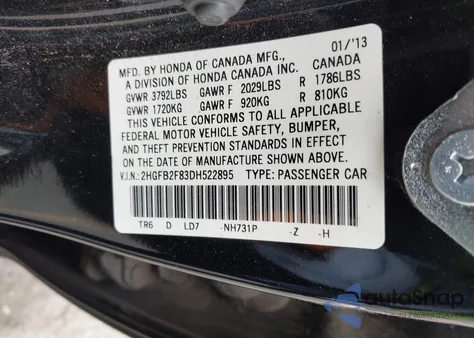 MFD. BY HONDA OF CANADA MFG., 01/'13
A DIVISION OF HONDA CANADA INC. CANADA
GVWR 3792LBS GAWR F 2029LBS R 1786LBS
GVWR 1720KG GAWR F 920KG R 810KG
THIS VEHICLE CONFORMS TO ALL APPLICABLE
FEDERAL MOTOR VEHICLE SAFETY, BUMPER,
AND THEFT PREVENTION STANDARDS IN EFFECT
ON THE DATE OF MANUFACTURE SHOWN ABOVE.
V.I.N.: 2HGFB2F83DH522895 TYPE: PASSENGER CAR
TR6 D LD7 -NH731P -Z -H
autoSnap